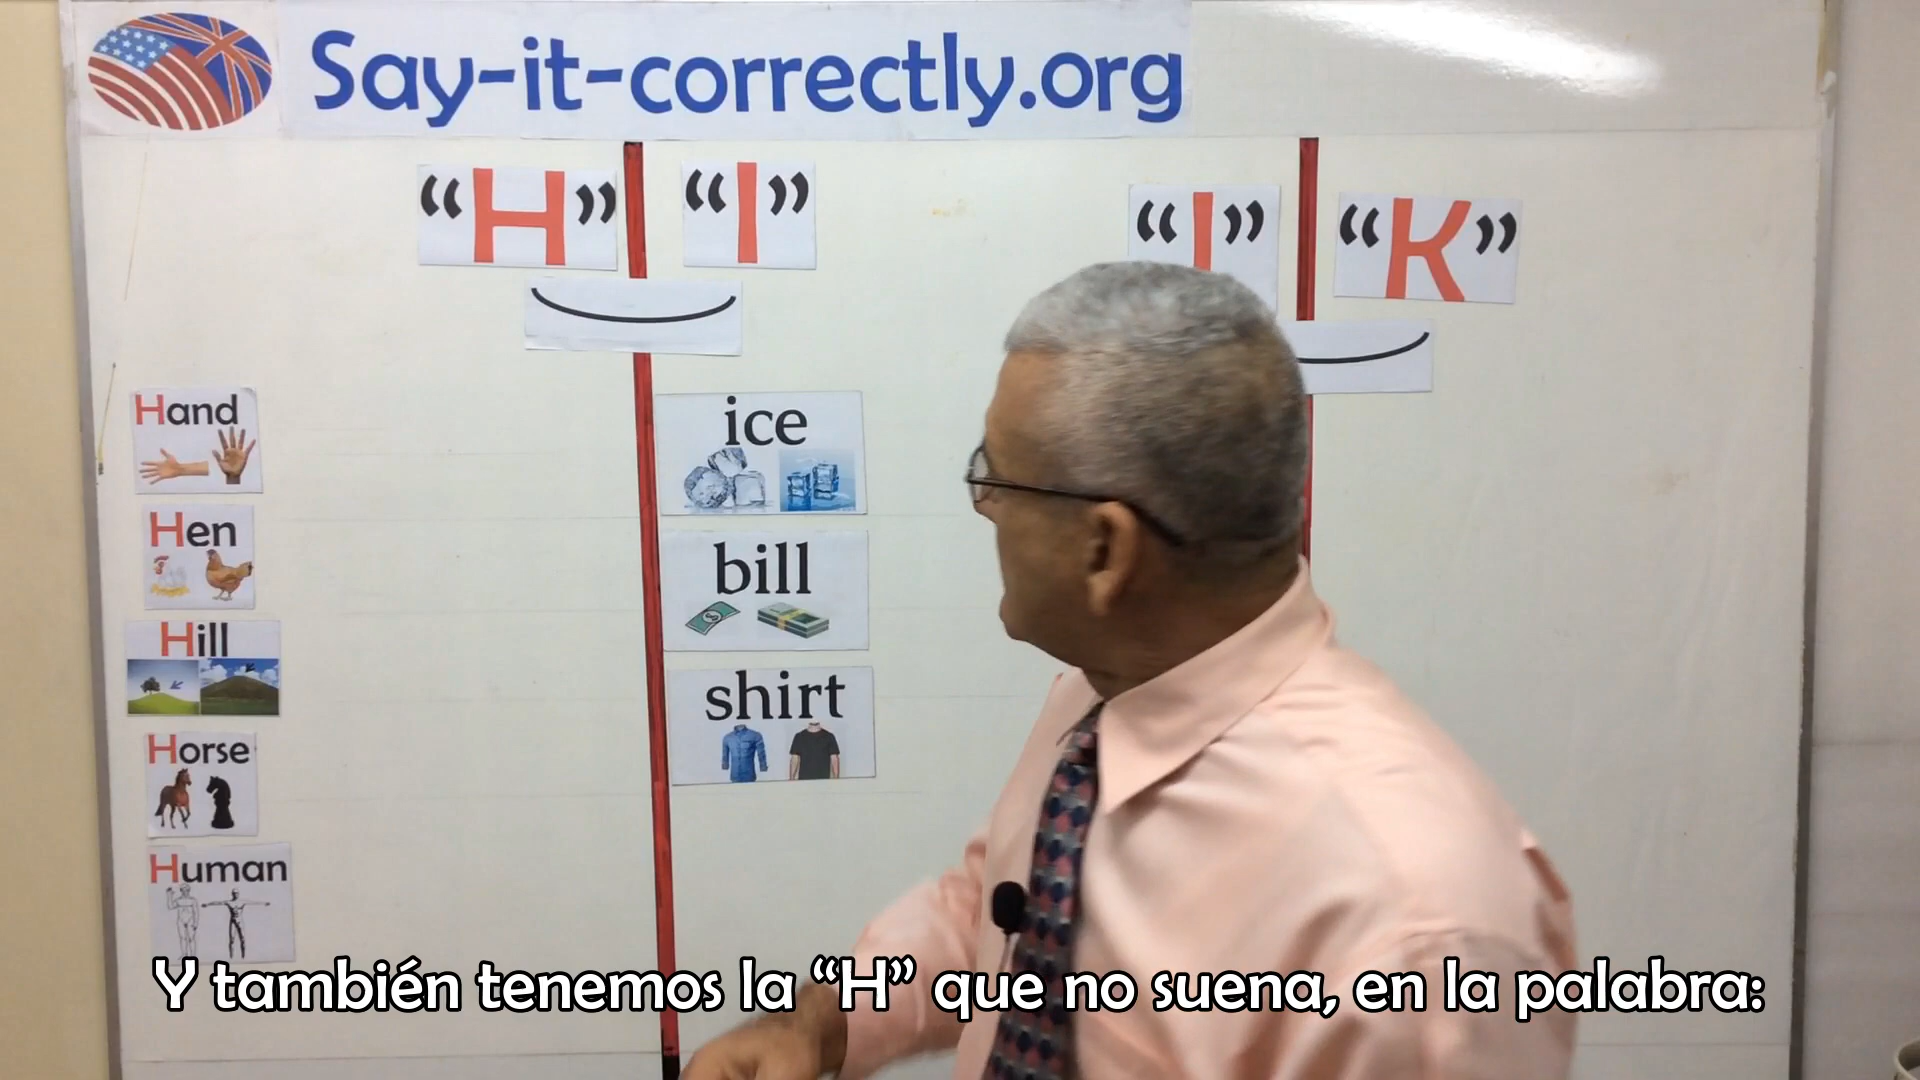 Say-it-correctly.org
“H” “I” “I” “K”
Hand
Hen
Hill
Horse
Human
ice
bill
shirt
Y también tenemos la “H” que no suena, en la palabra: